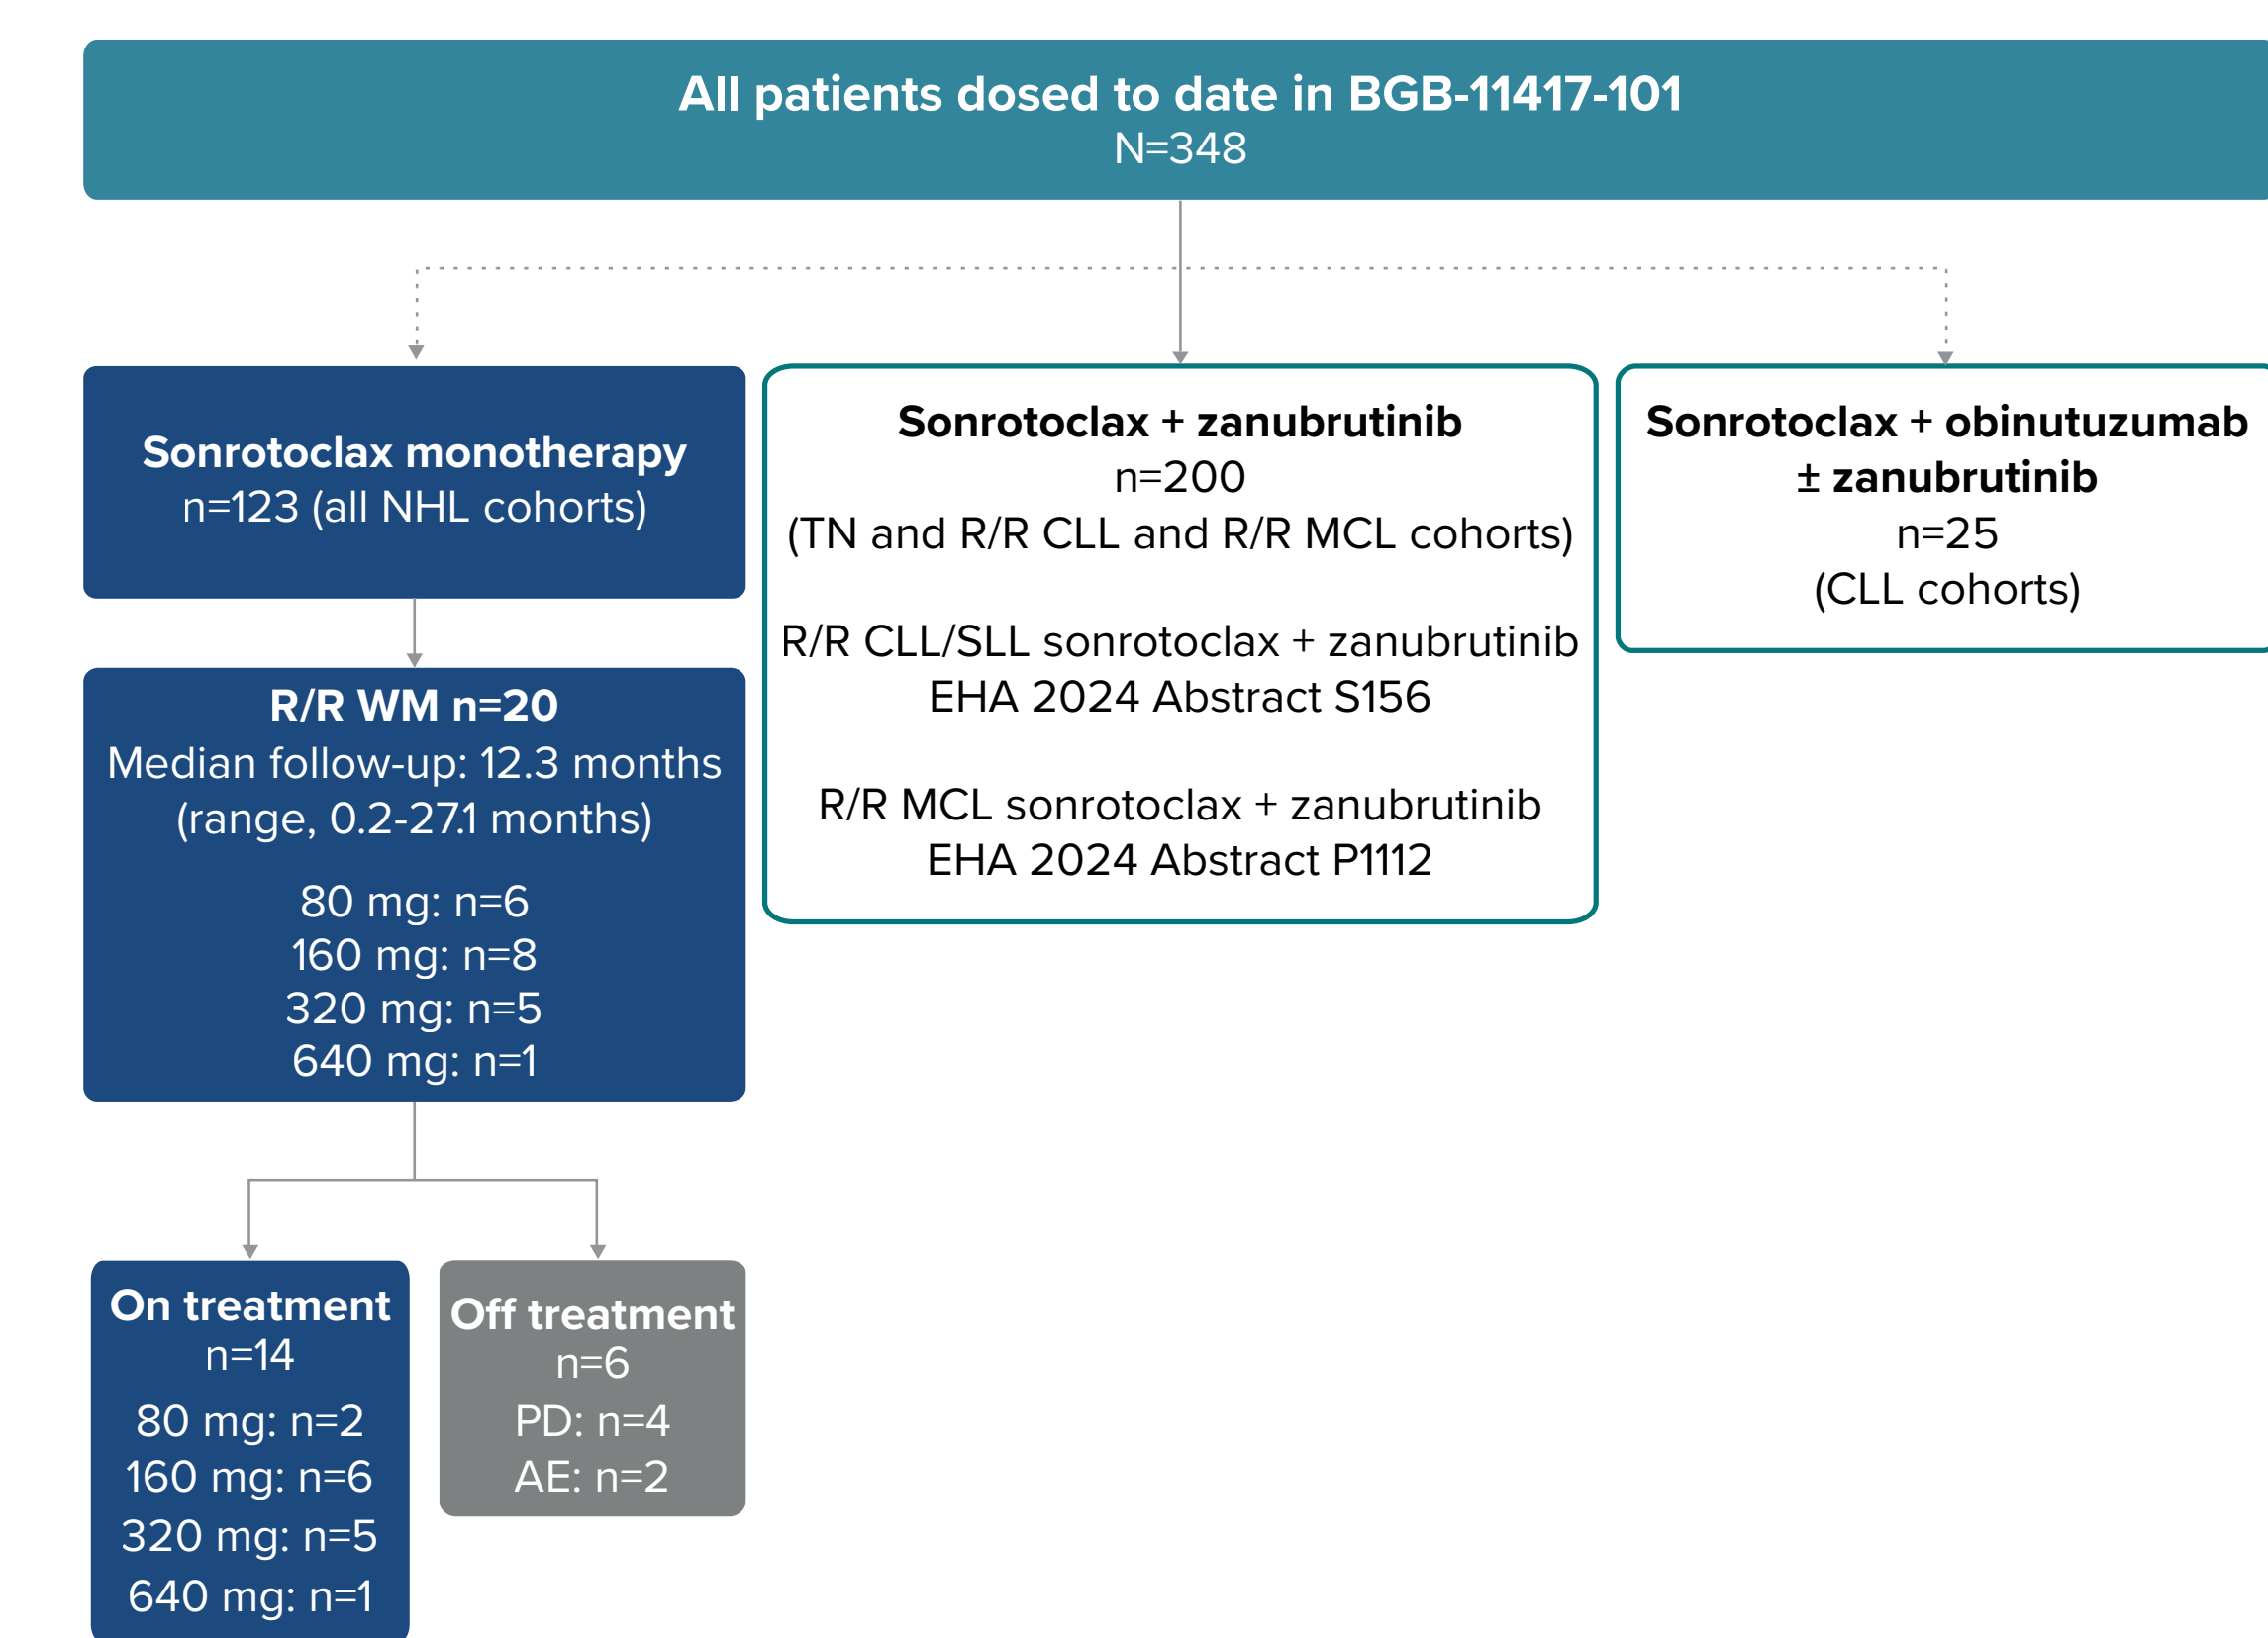 All patients dosed to date in BGB-11417-101
N=348
Sonrotoclax monotherapy
n=123 (all NHL cohorts)
R/R WM n=20
Median follow-up: 12.3 months
(range, 0.2-27.1 months)
80 mg: n=6
160 mg: n=8
320 mg: n=5
640 mg: n=1
On treatment
n=14
80 mg: n=2
160 mg: n=6
320 mg: n=5
640 mg: n=1
Off treatment
n=6
PD: n=4
AE: n=2
Sonrotoclax + zanubrutinib
n=200
(TN and R/R CLL and R/R MCL cohorts)
R/R CLL/SLL sonrotoclax + zanubrutinib
EHA 2024 Abstract S156
R/R MCL sonrotoclax + zanubrutinib
EHA 2024 Abstract P1112
Sonrotoclax + obinutuzumab
± zanubrutinib
n=25
(CLL cohorts)